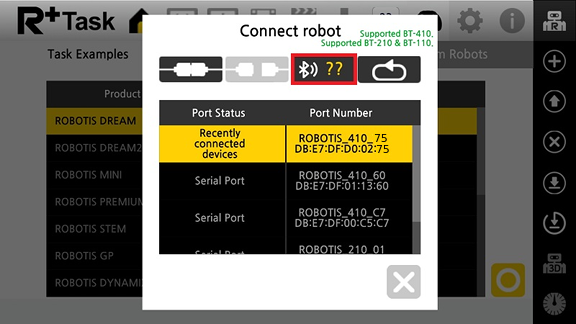 R+Task
Connect robot
Supported BT-410.
Supported BT-210 & BT-110.
Task Examples
Robots
??
Product
Port Status
Port Number
ROBOTIS DREAM
Recently
connected
devices
ROBOTIS_410_75
DB:E7:DF:D0:02:75
ROBOTIS DREAM2
ROBOTIS MINI
Serial Port
ROBOTIS_410_60
DB:E7:DF:01:13:60
ROBOTIS PREMIUM
ROBOTIS STEM
Serial Port
ROBOTIS_410_C7
DB:E7:DF:00:C5:C7
ROBOTIS GP
Serial Port
ROBOTIS_210_01
ROBOTIS DYNAMI
R
3D